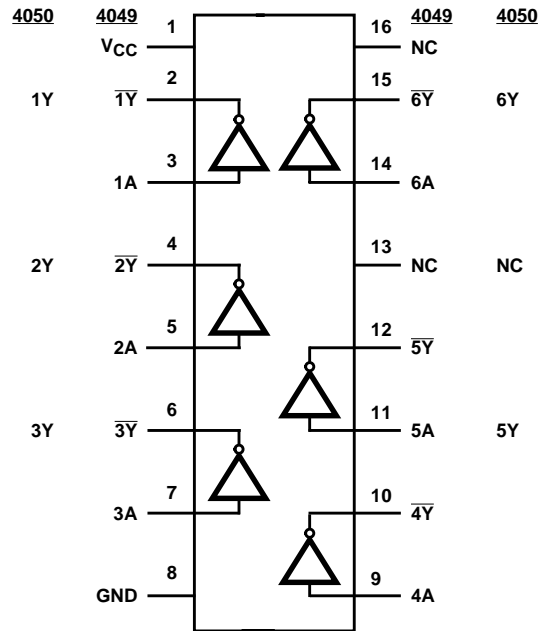 4050 4049 4049 4050
VCC 1 16 NC
1Y 1Y 2 15 6Y 6Y
1A 3 14 6A
2Y 2Y 4 13 NC NC
2A 5 12 5Y
3Y 3Y 6 11 5A 5Y
3A 7 10 4Y
GND 8 9 4A